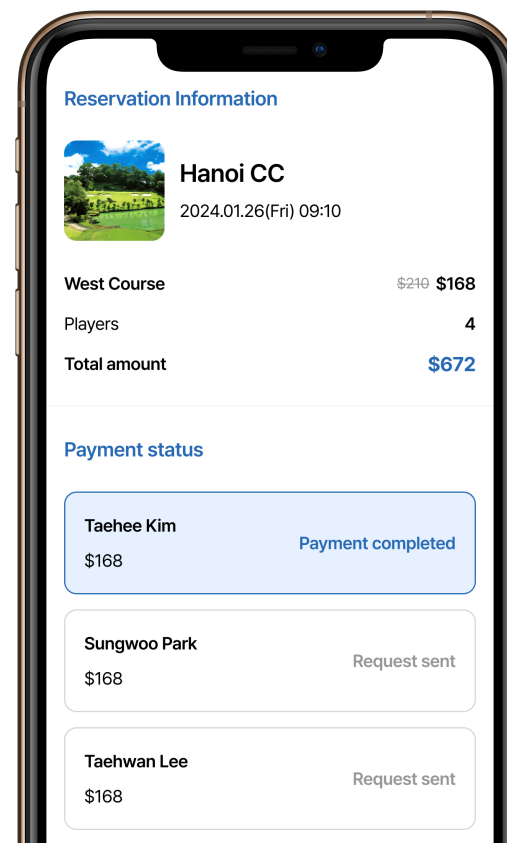 Reservation Information
Hanoi CC
2024.01.26(Fri) 09:10
West Course $210 $168
Players 4
Total amount $672
Payment status
Taehee Kim
Payment completed
$168
Sungwoo Park
Request sent
$168
Taehwan Lee
Request sent
$168